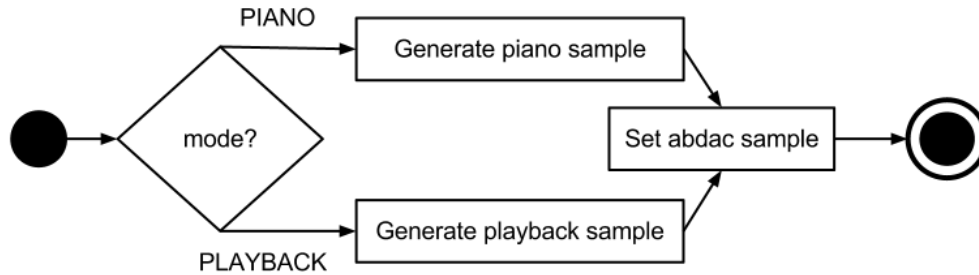 PIANO
Generate piano sample
mode?
Set abdac sample
Generate playback sample
PLAYBACK